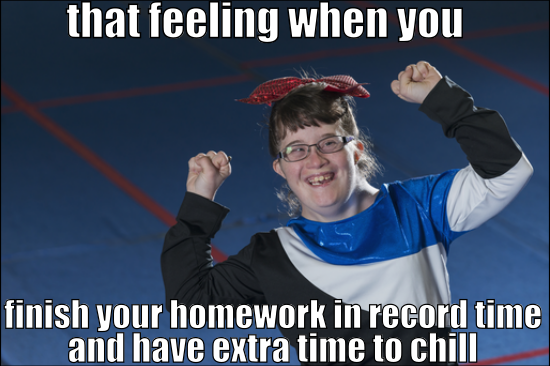 that feeling when you
finish your homework in record time
and have extra time to chill